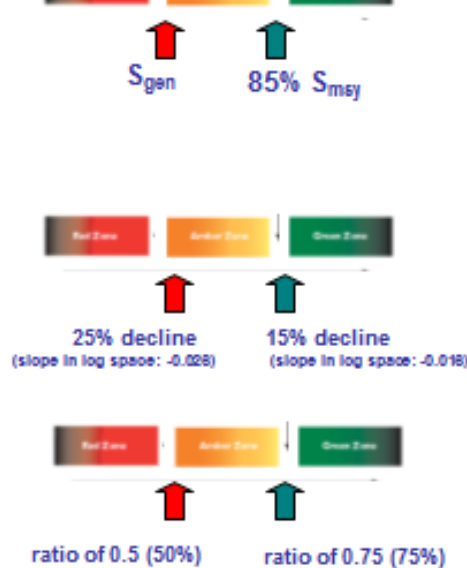 Sgen 85% Smsy
Red Zone Amber Zone Green Zone
25% decline 15% decline
(slope in log space: -0.026) (slope in log space: -0.016)
Red Zone Amber Zone Green Zone
ratio of 0.5 (50%) ratio of 0.75 (75%)